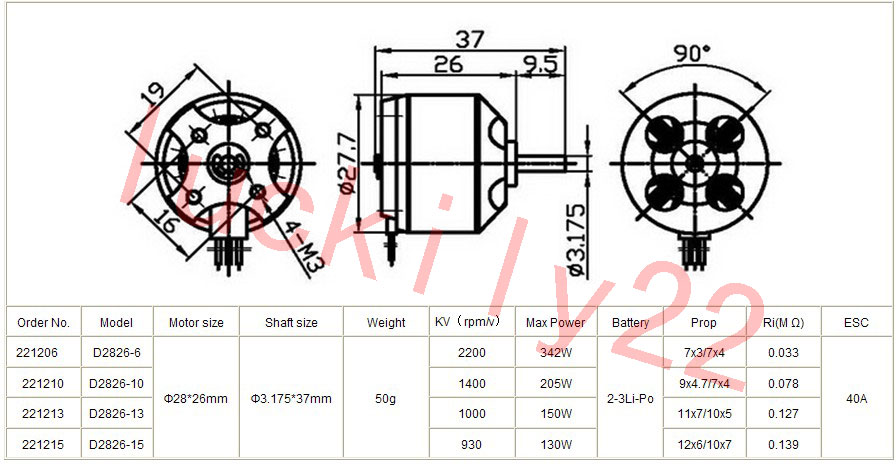 37
26
9.5
90°
19
Φ27.7
16
4-M3
Φ3.175
lucki ly22
Order No. Model Motor size Shaft size Weight KV（rpm/v） Max Power Battery Prop Ri(M Ω) ESC
221206 D2826-6 Φ28*26mm Φ3.175*37mm 50g 2200 342W 2-3Li-Po 7x3/7x4 0.033 40A
221210 D2826-10 1400 205W 9x4.7/7x4 0.078
221213 D2826-13 1000 150W 11x7/10x5 0.127
221215 D2826-15 930 130W 12x6/10x7 0.139